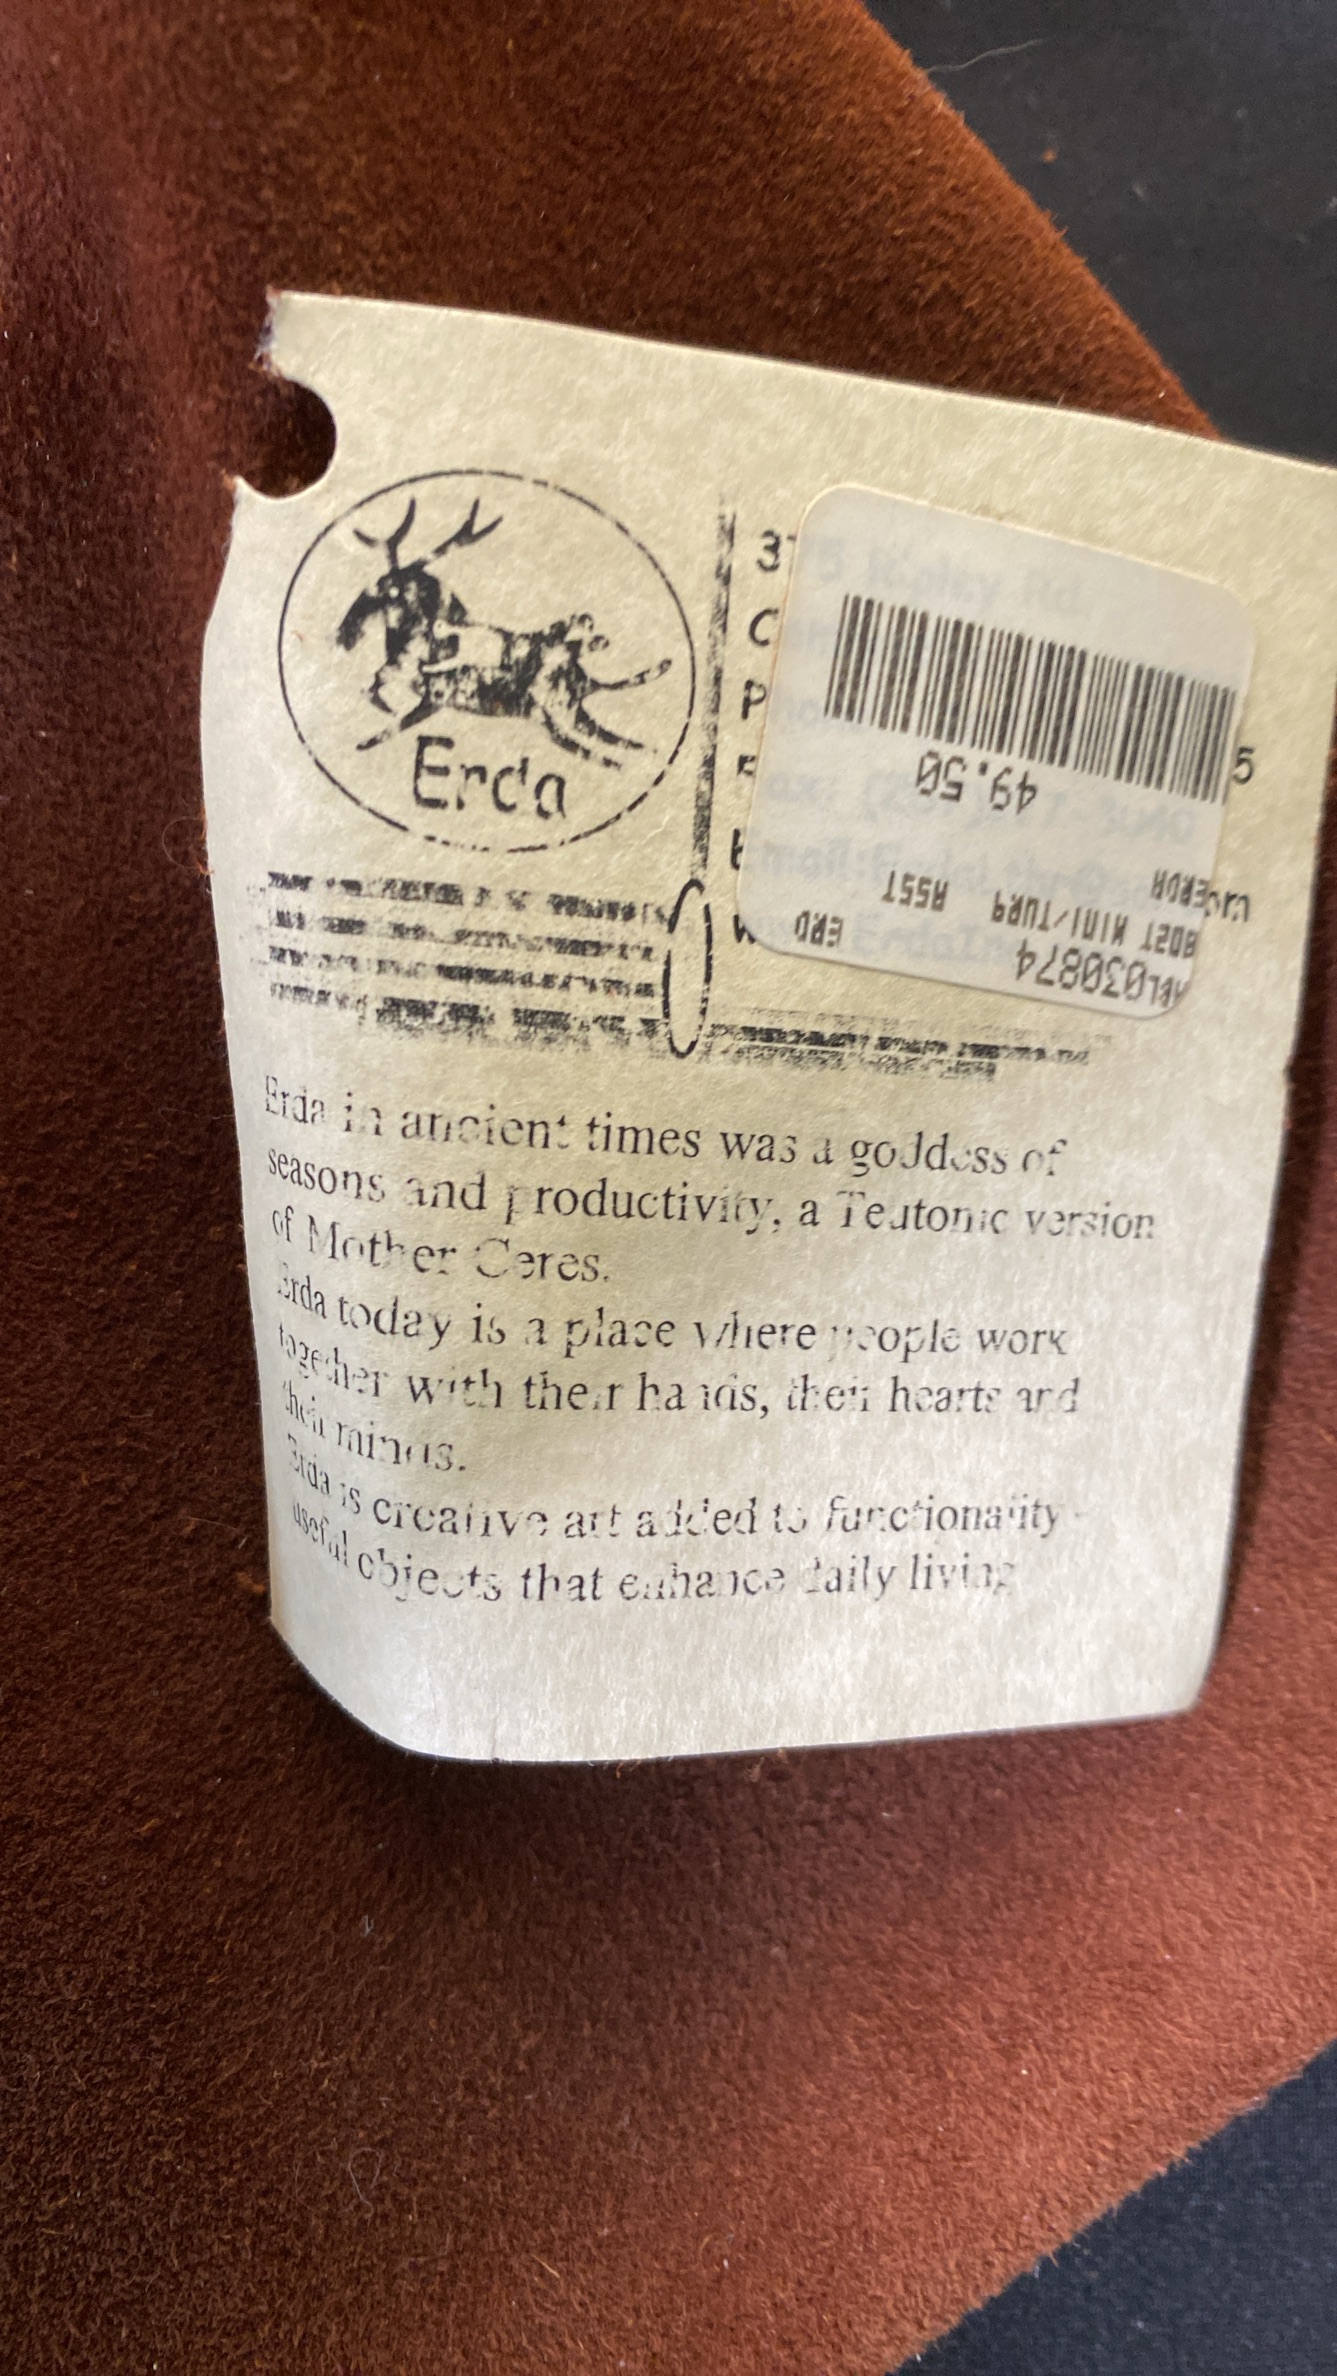 Erda
3
C
P
5
49.50
ERD
ASST
BDST MINI/TURQ
ABL030874
Erda in ancient times was a goddess of
seasons and productivity, a Teutonic version
of Mother Ceres.
Erda today is a place where people work
together with their hands, their hearts and
their minds.
Erda is creative art added to functionality
useful objects that enhance daily living